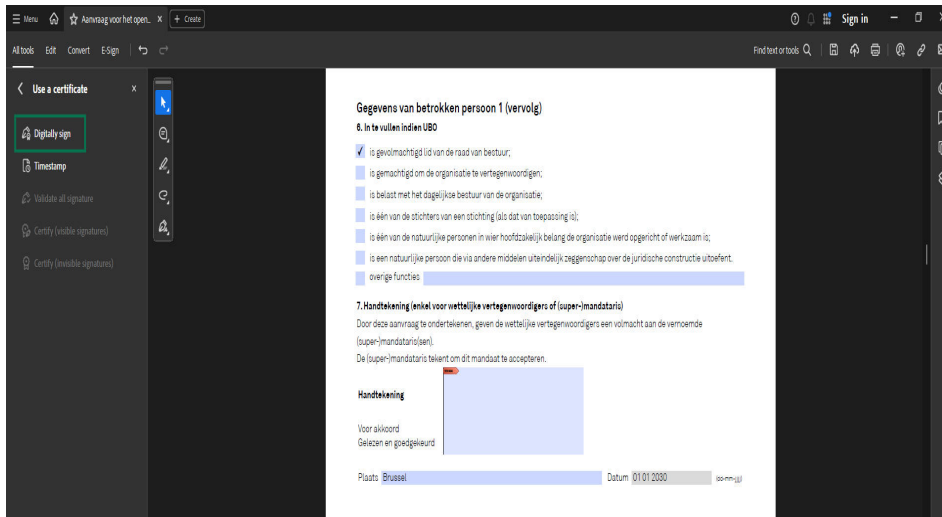 Menu
Aanvraag voor het open.. x
+ Create
Sign in
All tools Edit Convert E-Sign
Find text or tools
Use a certificate x
Digitally sign
Timestamp
Validate all signature
Certify (visible signatures)
Certify (invisible signatures)
Gegevens van betrokken persoon 1 (vervolg)
6. In te vullen indien UBO
is gevolmachtigd lid van de raad van bestuur;
is gemachtigd om de organisatie te vertegenwoordigen;
is belast met het dagelijkse bestuur van de organisatie;
is één van de stichters van een stichting (als dat van toepassing is);
is één van de natuurlijke personen in wier hoofdzakelijk belang de organisatie werd opgericht of werkzaam is;
is een natuurlijke persoon die via andere middelen uiteindelijk zeggenschap over de juridische constructie uitoefent.
overige functies
7. Handtekening (enkel voor wettelijke vertegenwoordigers of (super-)mandataris)
Door deze aanvraag te ondertekenen, geven de wettelijke vertegenwoordigers een volmacht aan de vernoemde
(super-)mandataris(sen).
De (super-)mandataris tekent om dit mandaat te accepteren.
Handtekening
Voor akkoord
Gelezen en goedgekeurd
Plaats Brussel Datum 01 01 2030 (DD-mm-jjjj)